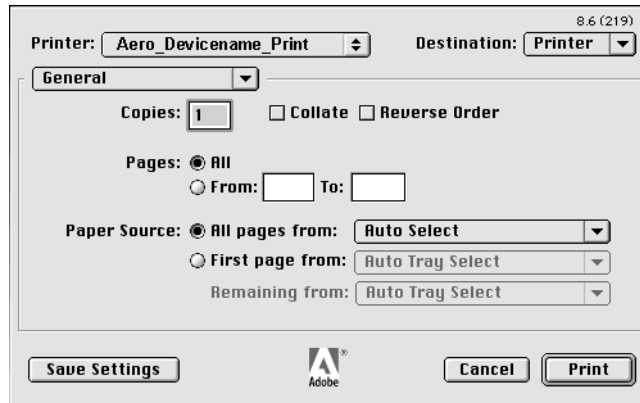 8.6 (219)
Printer: Aero_Devicename_Print Destination: Printer
General
Copies: 1 Collate Reverse Order
Pages: All
From: To:
Paper Source: All pages from: Auto Select
First page from: Auto Tray Select
Remaining from: Auto Tray Select
Save Settings Adobe ® Cancel Print